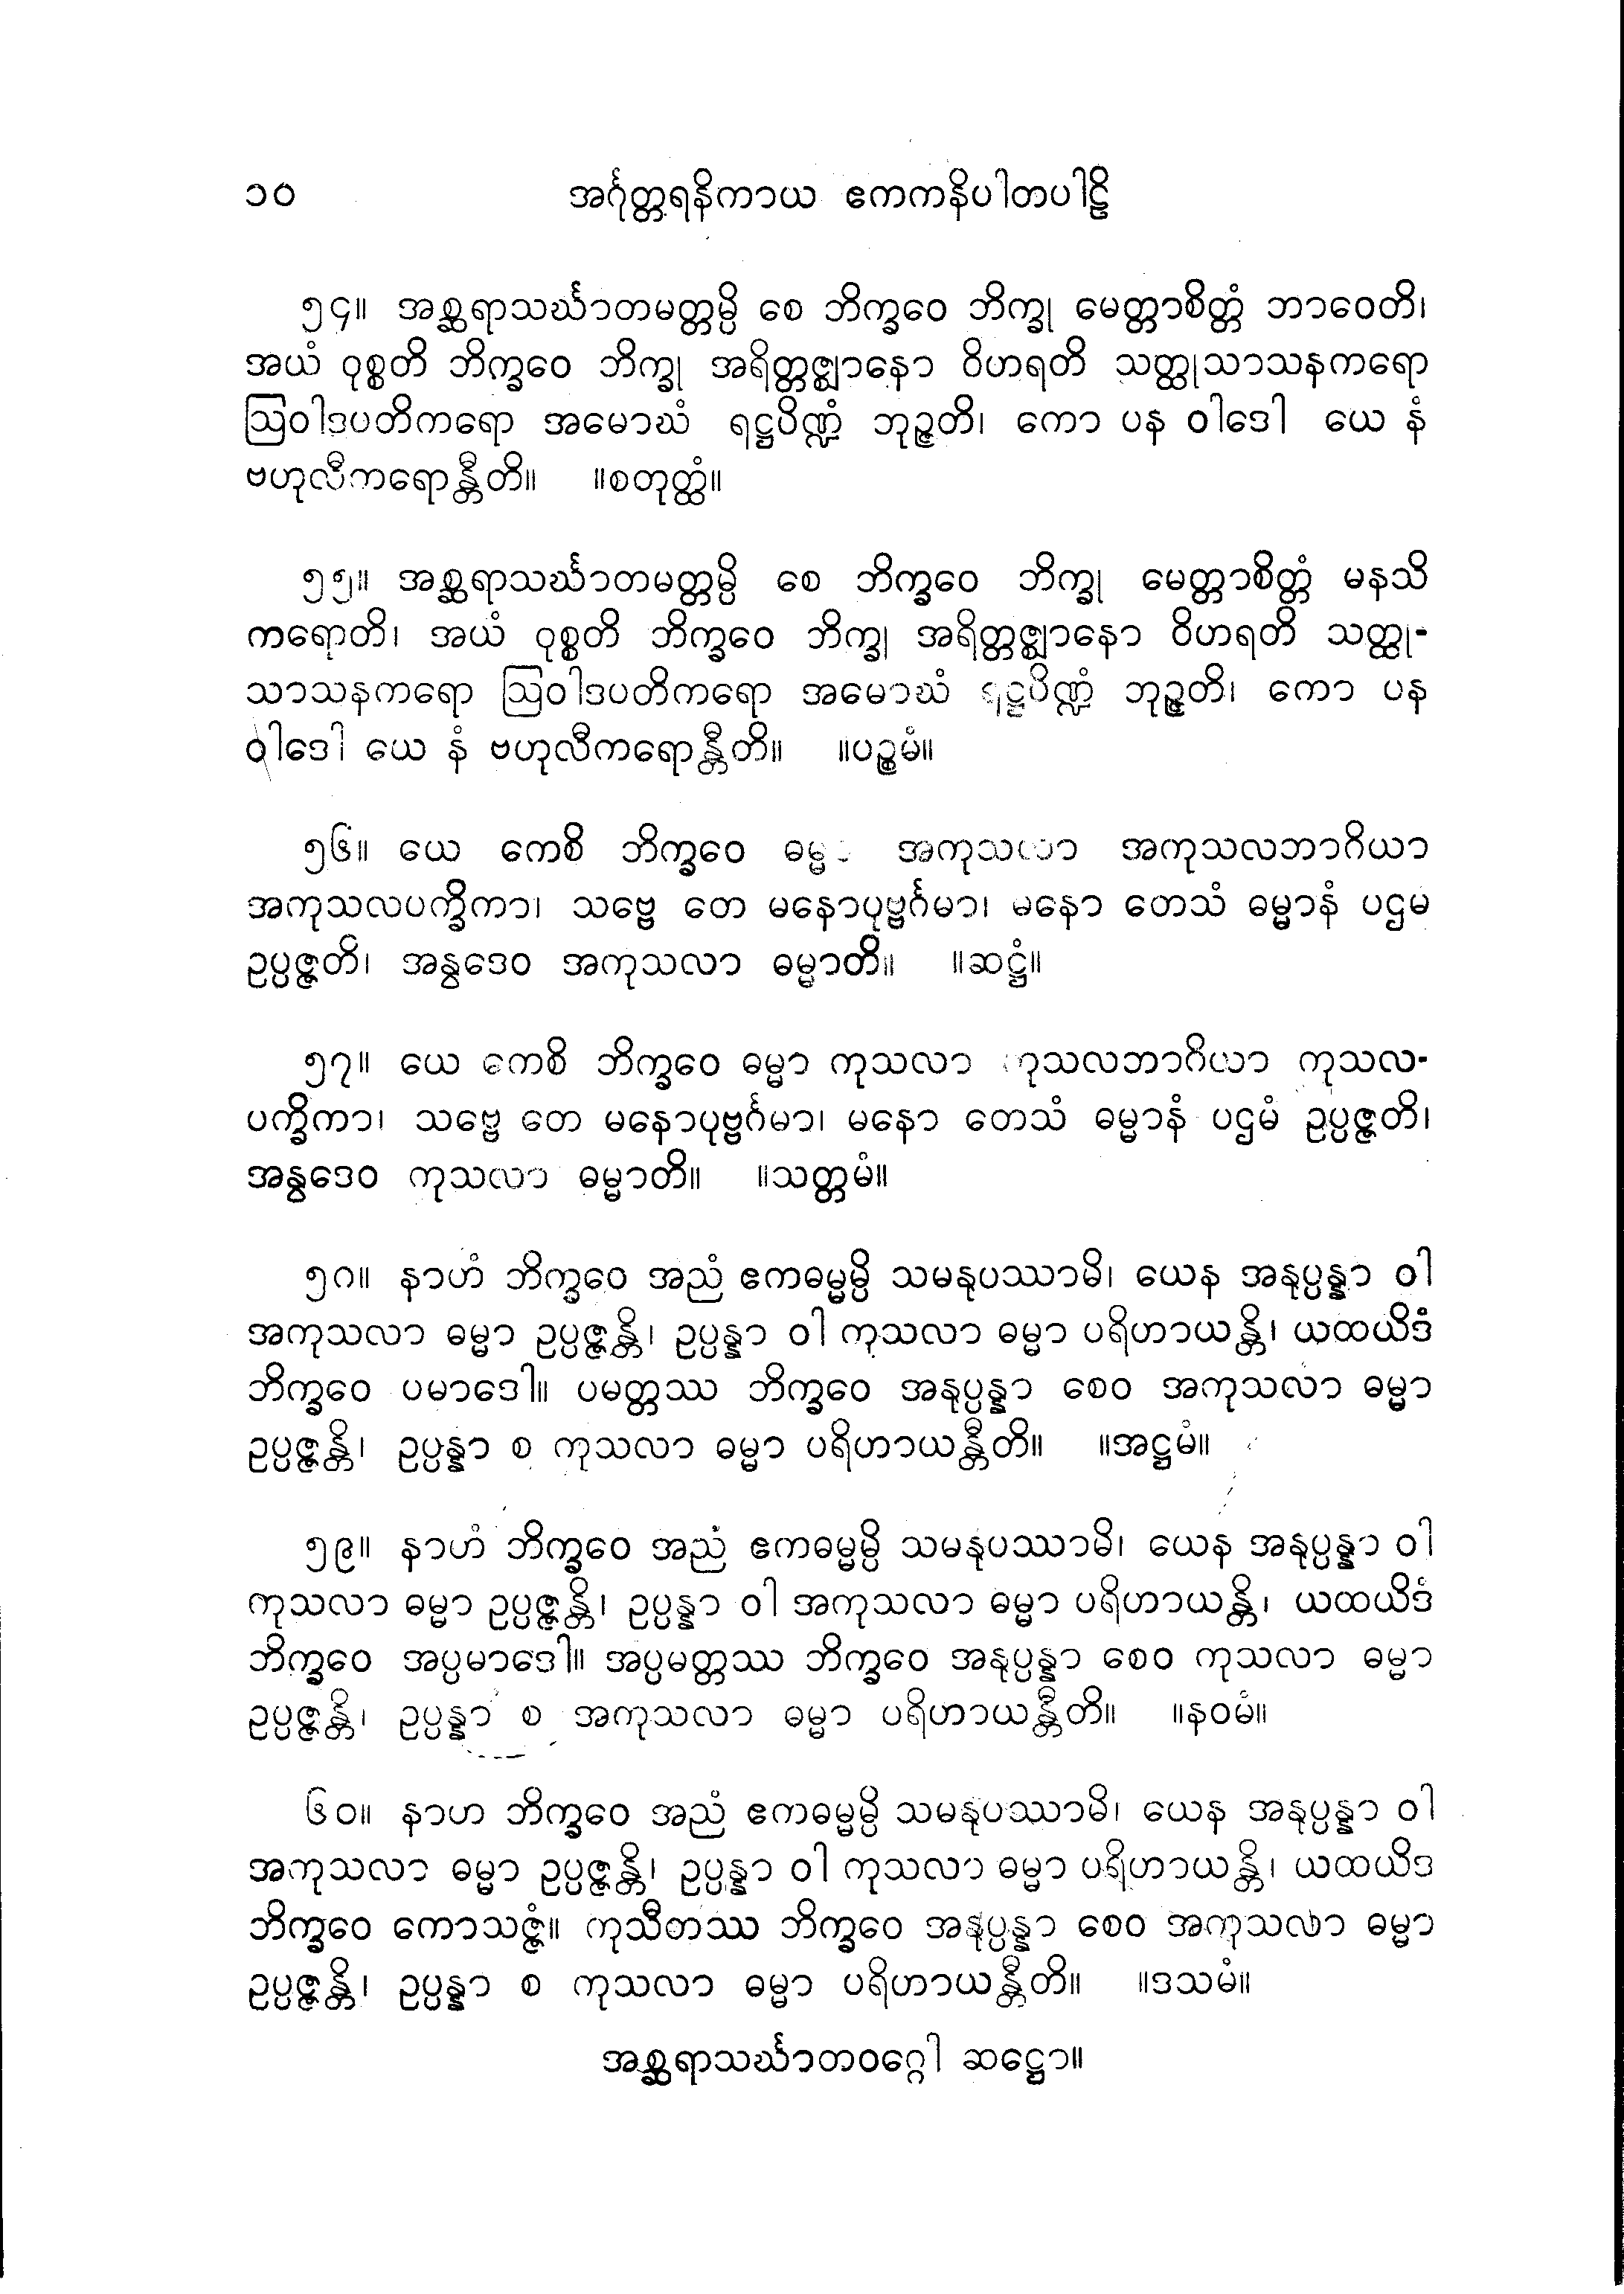 ၁၀ အင်္ဂုတ္တရနိကာယ ဧကကနိပါတပါဠိ
၅၄။ အစ္ဆရာသင်္ဃာတမတ္တမ္ပိ စေ ဘိက္ခဝေ ဘိက္ခု မေတ္တာစိတ္တံ ဘာဝေတိ၊
အယံ ဝုစ္စတိ ဘိက္ခဝေ ဘိက္ခု အရိတ္တဇ္ဈာနော ဝိဟရတိ သတ္ထုသာသနကရော
ဩဝါဒပတိကရော အမောဃံ ရဋ္ဌပိဏ္ဍံ ဘုဉ္ဇတိ၊ ကော ပန ဝါဒေါ ယေ နံ
ဗဟုလီကရောန္တီတိ။ ။စတုတ္ထံ။
၅၅။ အစ္ဆရာသင်္ဃာတမတ္တမ္ပိ စေ ဘိက္ခဝေ ဘိက္ခု မေတ္တာစိတ္တံ မနသိ
ကရောတိ၊ အယံ ဝုစ္စတိ ဘိက္ခဝေ ဘိက္ခု အရိတ္တဇ္ဈာနော ဝိဟရတိ သတ္ထု-
သာသနကရော ဩဝါဒပတိကရော အမောဃံ ရဋ္ဌပိဏ္ဍံ ဘုဉ္ဇတိ၊ ကော ပန
ဝါဒေါ ယေ နံ ဗဟုလီကရောန္တီတိ။ ။ပဉ္စမံ။
၅၆။ ယေ ကေစိ ဘိက္ခဝေ ဓမ္မာ အကုသလာ အကုသလဘာဂိယာ
အကုသလပက္ခိကာ၊ သဗ္ဗေ တေ မနောပုဗ္ဗင်္ဂမာ၊ မနော တေသံ ဓမ္မာနံ ပဌမ
ဥပ္ပဇ္ဇတိ၊ အနွဒေဝ အကုသလာ ဓမ္မာတိ။ ။ဆဋ္ဌံ။
၅၇။ ယေ ကေစိ ဘိက္ခဝေ ဓမ္မာ ကုသလာ ကုသလဘာဂိယာ ကုသလ-
ပက္ခိကာ၊ သဗ္ဗေ တေ မနောပုဗ္ဗင်္ဂမာ၊ မနော တေသံ ဓမ္မာနံ ပဌမံ ဥပ္ပဇ္ဇတိ၊
အနွဒေဝ ကုသလာ ဓမ္မာတိ။ ။သတ္တမံ။
၅၈။ နာဟံ ဘိက္ခဝေ အညံ ဧကဓမ္မမ္ပိ သမနုပဿာမိ၊ ယေန အနုပ္ပန္နာ ဝါ
အကုသလာ ဓမ္မာ ဥပ္ပဇ္ဇန္တိ၊ ဥပ္ပန္နာ ဝါ ကုသလာ ဓမ္မာ ပရိဟာယန္တိ၊ ယထယိဒံ
ဘိက္ခဝေ ပမာဒေါ။ ပမတ္တဿ ဘိက္ခဝေ အနုပ္ပန္နာ စေဝ အကုသလာ ဓမ္မာ
ဥပ္ပဇ္ဇန္တိ၊ ဥပ္ပန္နာ စ ကုသလာ ဓမ္မာ ပရိဟာယန္တီတိ။ ။အဋ္ဌမံ။
၅၉။ နာဟံ ဘိက္ခဝေ အညံ ဧကဓမ္မမ္ပိ သမနုပဿာမိ၊ ယေန အနုပ္ပန္နာ ဝါ
ကုသလာ ဓမ္မာ ဥပ္ပဇ္ဇန္တိ၊ ဥပ္ပန္နာ ဝါ အကုသလာ ဓမ္မာ ပရိဟာယန္တိ၊ ယထယိဒံ
ဘိက္ခဝေ အပ္ပမာဒေါ။ အပ္ပမတ္တဿ ဘိက္ခဝေ အနုပ္ပန္နာ စေဝ ကုသလာ ဓမ္မာ
ဥပ္ပဇ္ဇန္တိ၊ ဥပ္ပန္နာ စ အကုသလာ ဓမ္မာ ပရိဟာယန္တီတိ။ ။နဝမံ။
၆၀။ နာဟ ဘိက္ခဝေ အညံ ဧကဓမ္မမ္ပိ သမနုပဿာမိ၊ ယေန အနုပ္ပန္နာ ဝါ
အကုသလာ ဓမ္မာ ဥပ္ပဇ္ဇန္တိ၊ ဥပ္ပန္နာ ဝါ ကုသလာ ဓမ္မာ ပရိဟာယန္တိ၊ ယထယိဒ
ဘိက္ခဝေ ကောသဇ္ဇံ။ ကုသီတဿ ဘိက္ခဝေ အနုပ္ပန္နာ စေဝ အကုသလာ ဓမ္မာ
ဥပ္ပဇ္ဇန္တိ၊ ဥပ္ပန္နာ စ ကုသလာ ဓမ္မာ ပရိဟာယန္တီတိ။ ။ဒသမံ။
အစ္ဆရာသင်္ဃာတဝဂ္ဂေါ ဆဋ္ဌော။